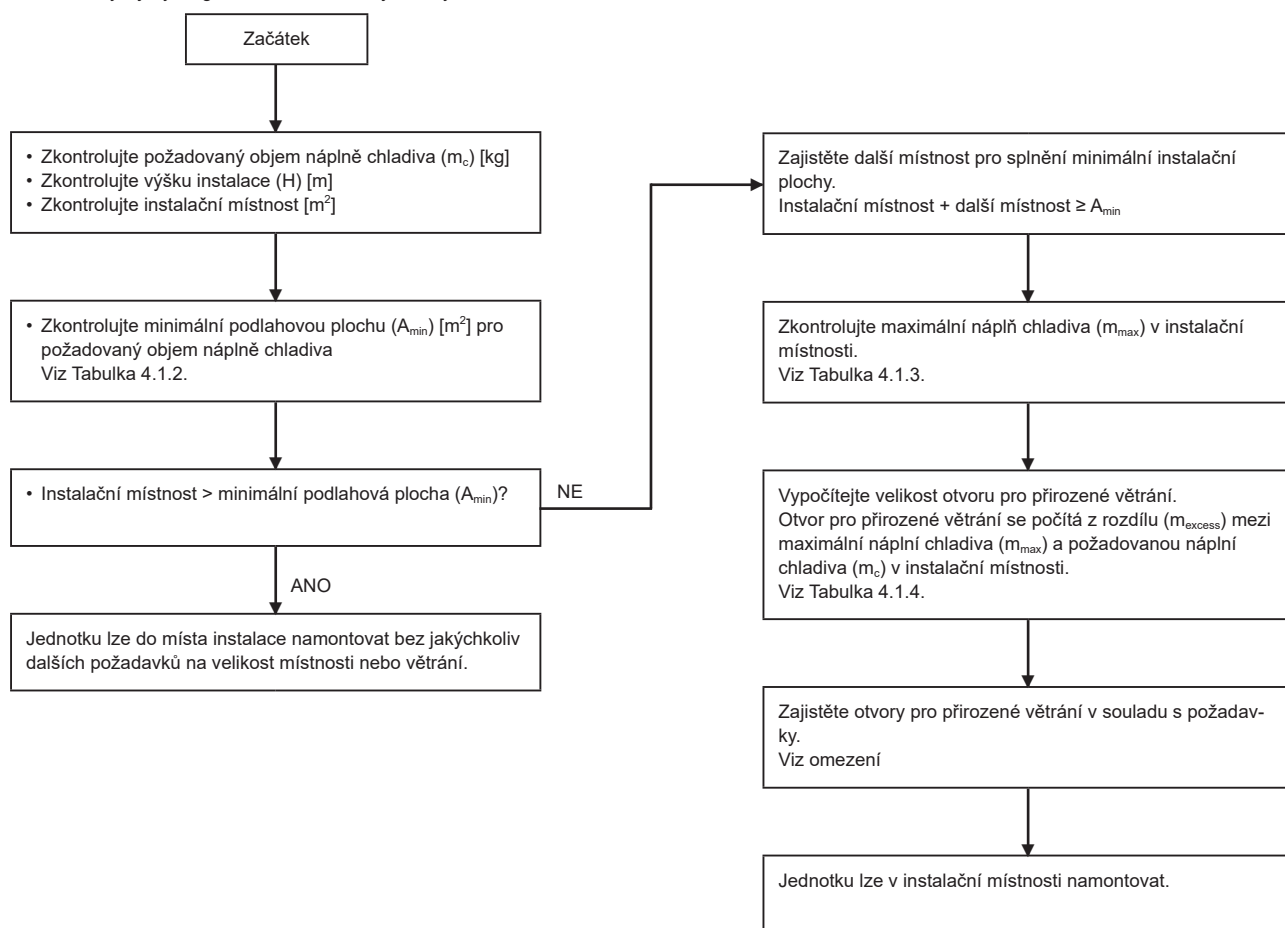 Začátek
• Zkontrolujte požadovaný objem náplně chladiva (mc) [kg]
• Zkontrolujte výšku instalace (H) [m]
• Zkontrolujte instalační místnost [m²]
• Zkontrolujte minimální podlahovou plochu (Amin) [m²] pro
požadovaný objem náplně chladiva
Viz Tabulka 4.1.2.
• Instalační místnost > minimální podlahová plocha (Amin)?
NE
ANO
Jednotku lze do místa instalace namontovat bez jakýchkoliv
dalších požadavků na velikost místnosti nebo větrání.
Zajistěte další místnost pro splnění minimální instalační
plochy.
Instalační místnost + další místnost ≥ Amin
Zkontrolujte maximální náplň chladiva (mmax) v instalační
místnosti.
Viz Tabulka 4.1.3.
Vypočítejte velikost otvoru pro přirozené větrání.
Otvor pro přirozené větrání se počítá z rozdílu (mexcess) mezi
maximální náplní chladiva (mmax) a požadovanou náplní
chladiva (mc) v instalační místnosti.
Viz Tabulka 4.1.4.
Zajistěte otvory pro přirozené větrání v souladu s požadav-
ky.
Viz omezení
Jednotku lze v instalační místnosti namontovat.